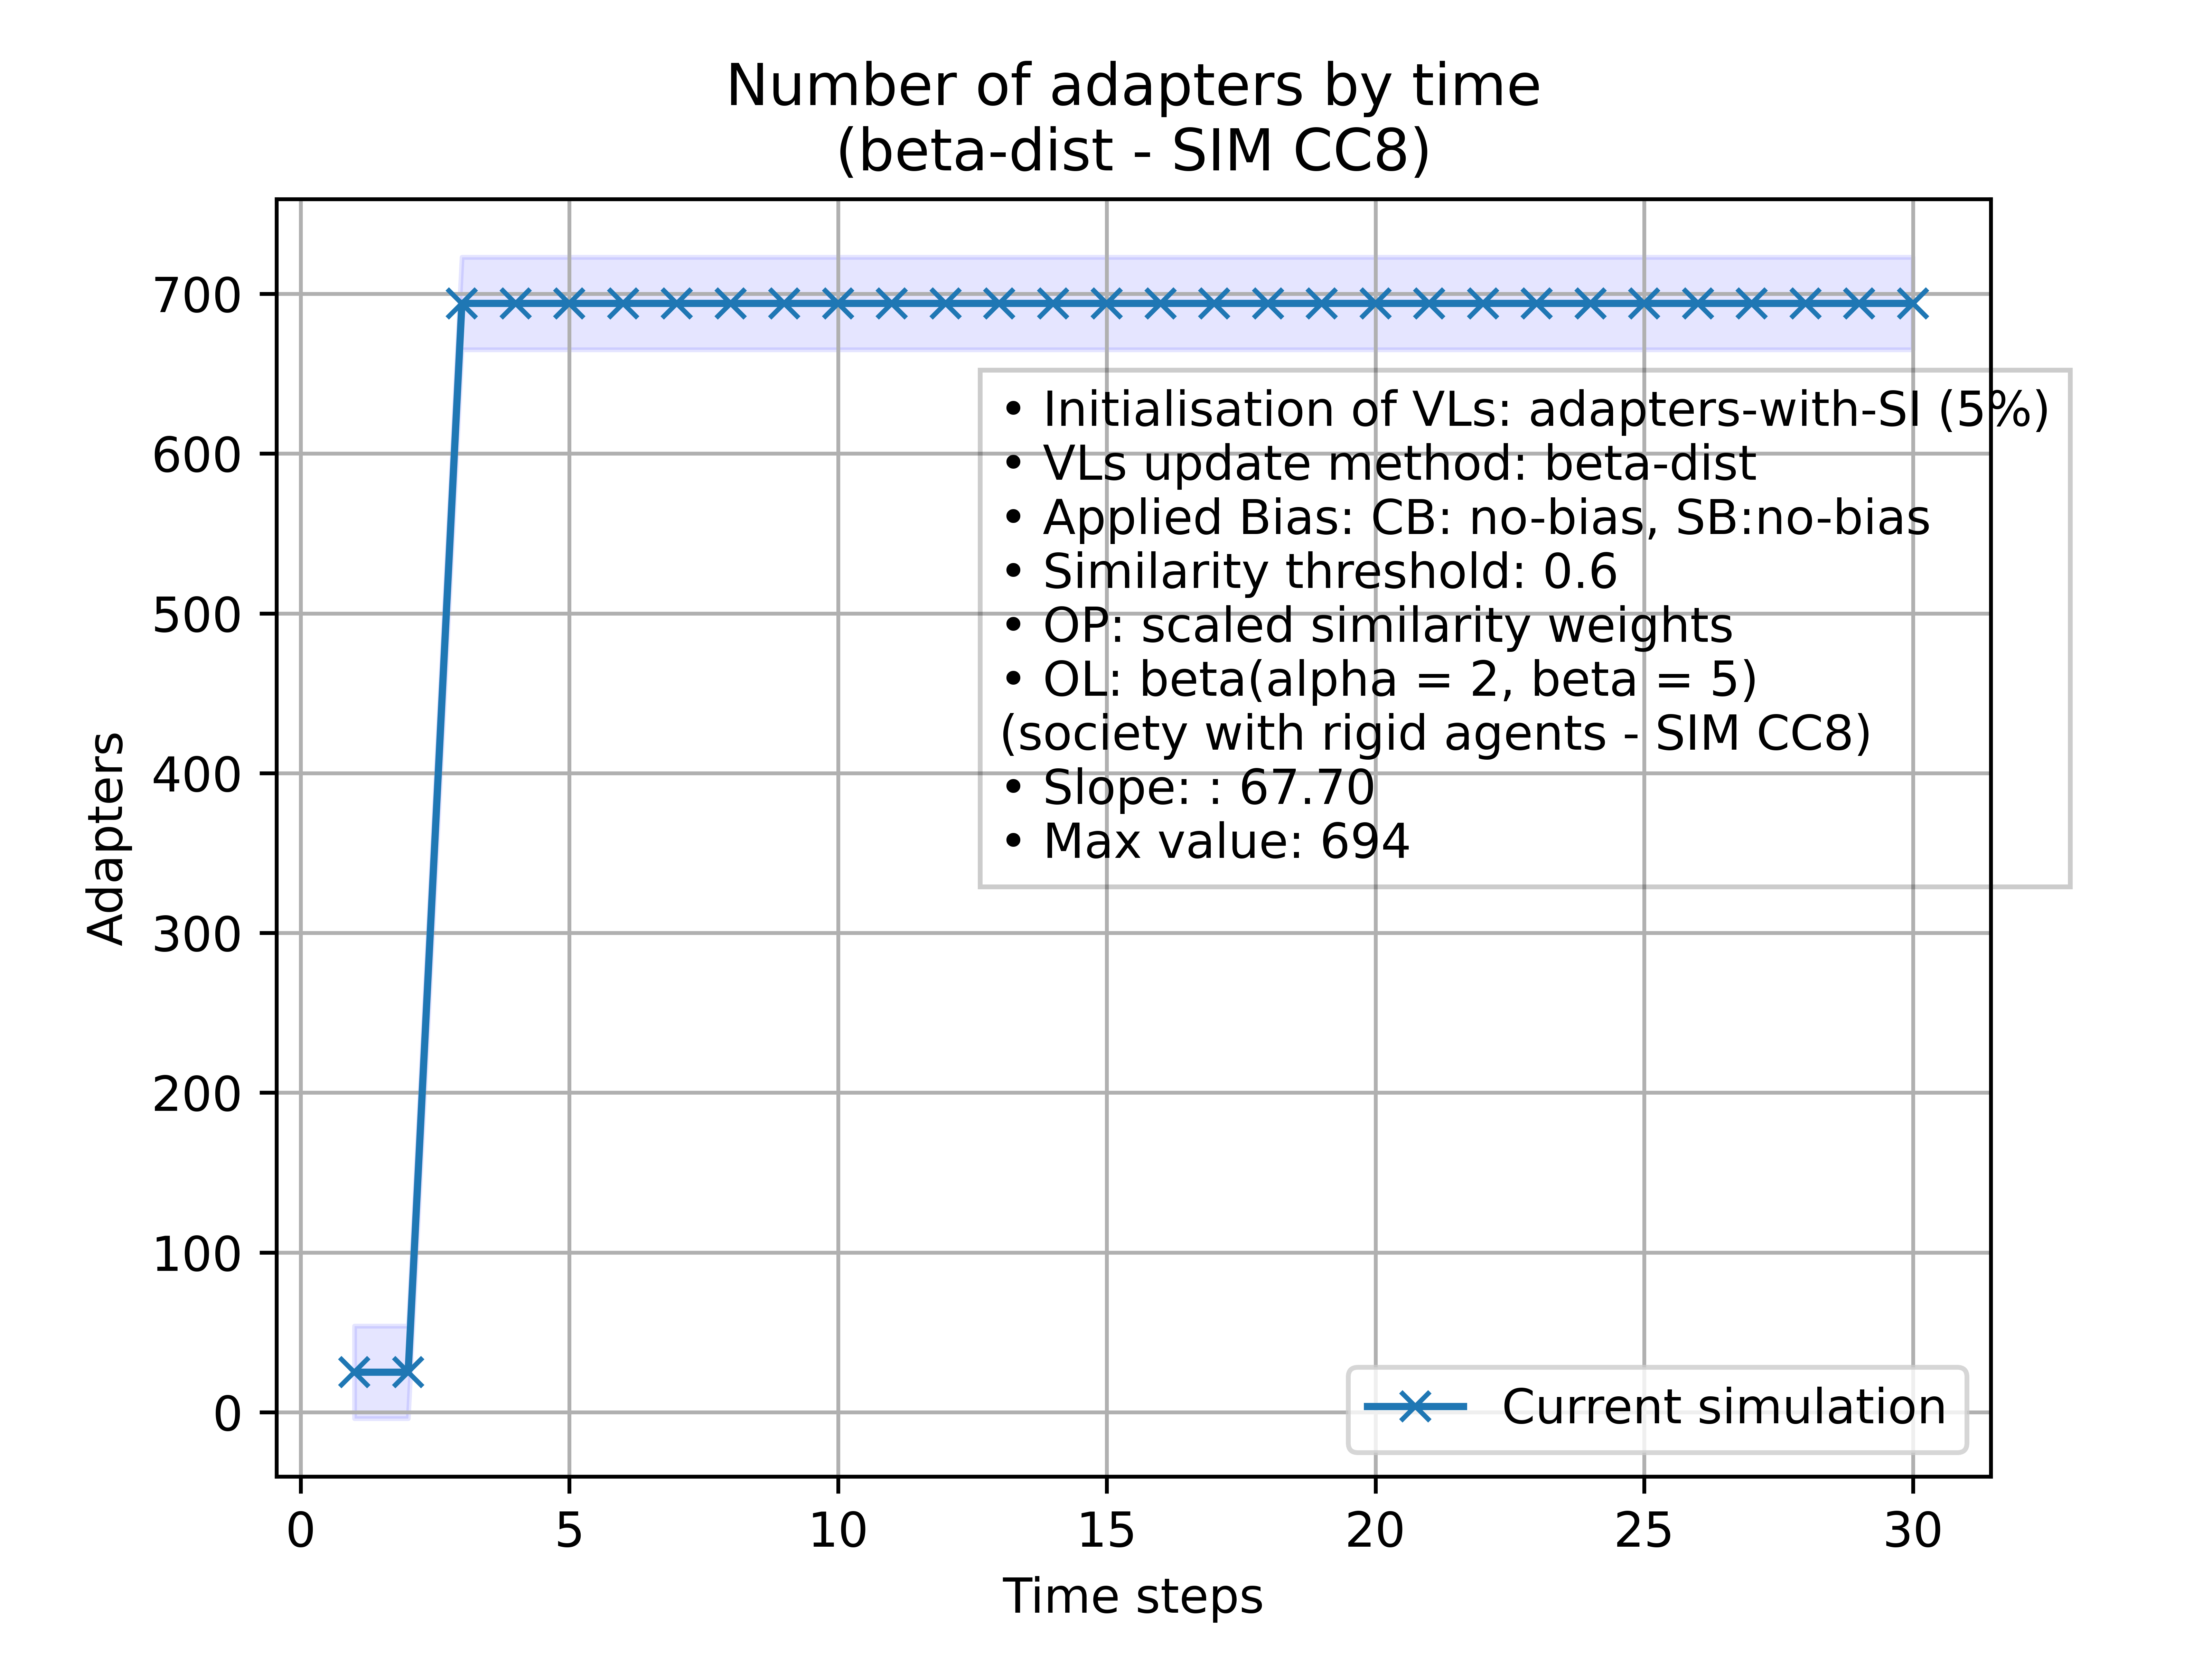 Number of adapters by time
(beta-dist - SIM CC8)
700
600
500
400
300
200
100
0
Adapters
• Initialisation of VLs: adapters-with-SI (5%)
• VLs update method: beta-dist
• Applied Bias: CB: no-bias, SB:no-bias
• Similarity threshold: 0.6
• OP: scaled similarity weights
• OL: beta(alpha = 2, beta = 5)
(society with rigid agents - SIM CC8)
• Slope: : 67.70
• Max value: 694
Current simulation
0 5 10 15 20 25 30
Time steps